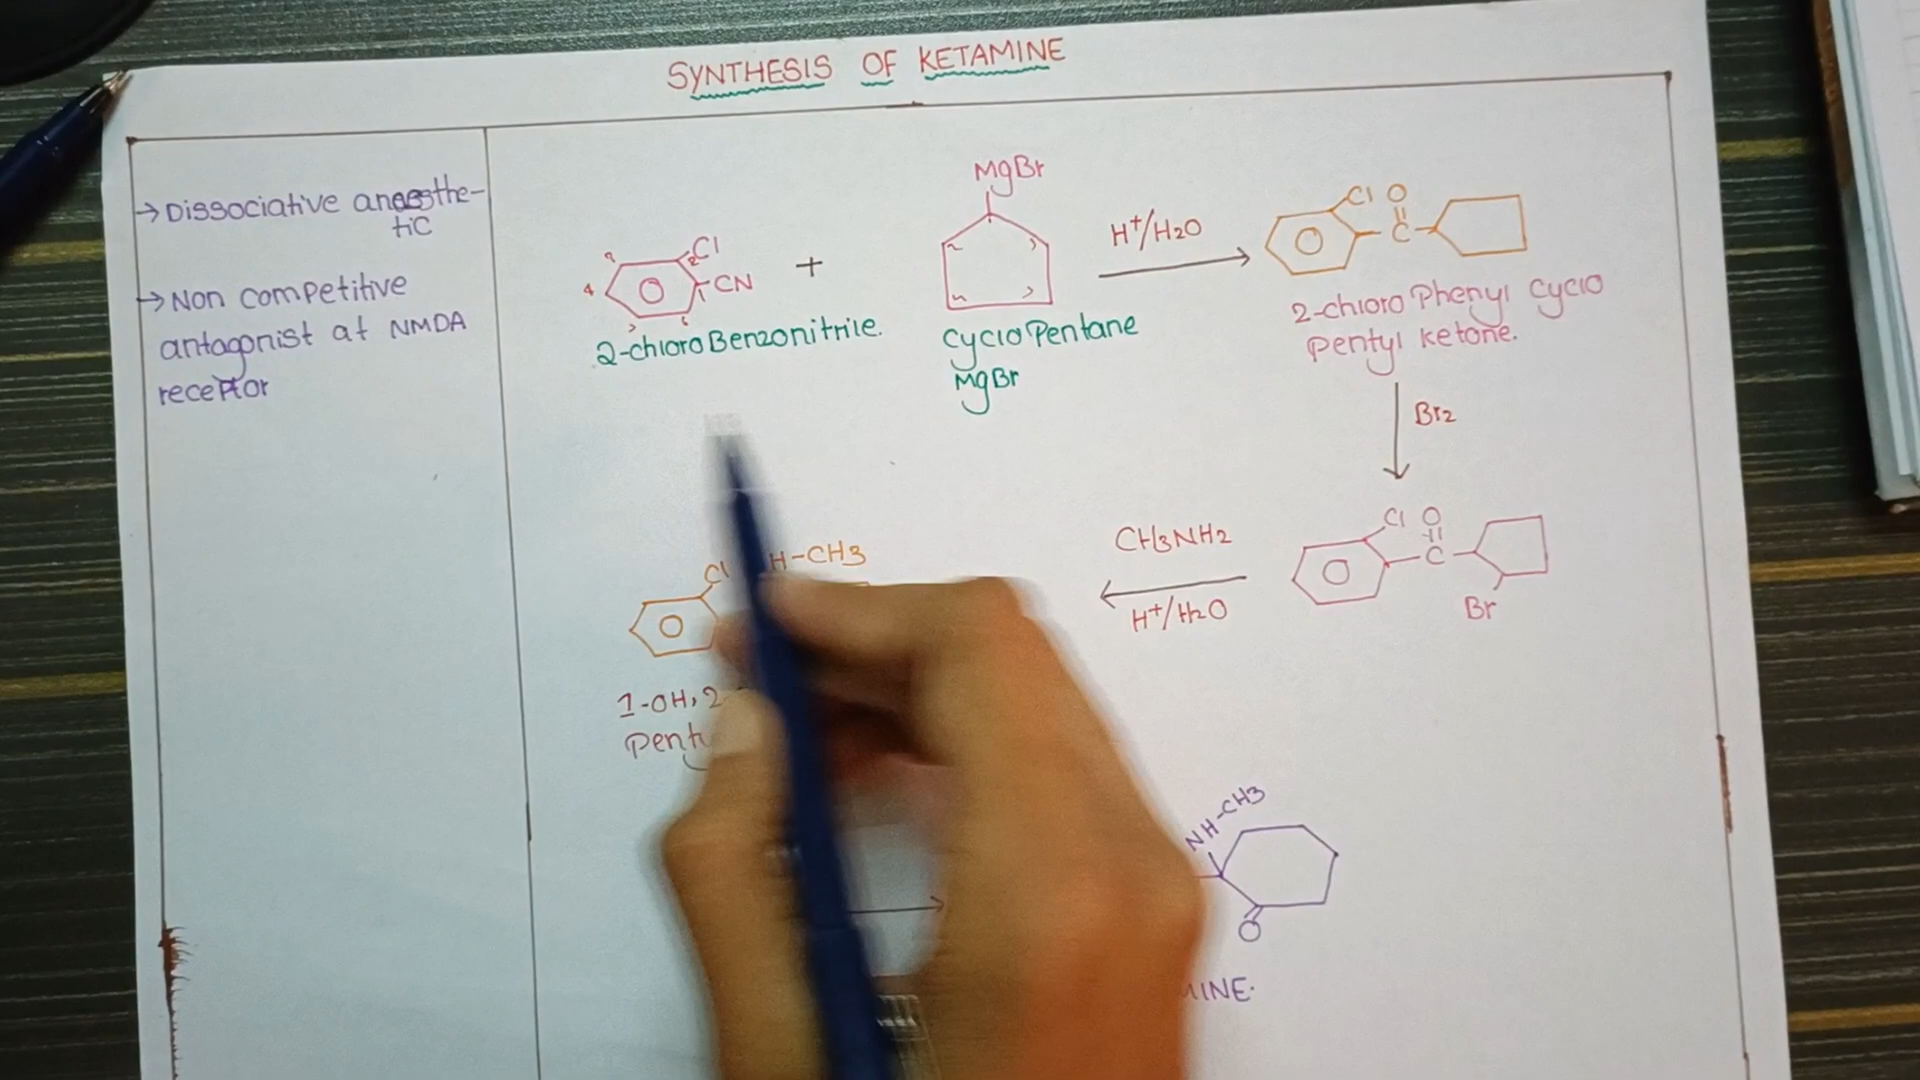 SYNTHESIS OF KETAMINE
→ Dissociative anaesthe-
tic
→ Non competitive
antagonist at NMDA
receptor
Cl
CN
2-chloro Benzonitrile.
+
MgBr
cyclo Pentane
MgBr
H+/H2O
Cl O
C
2-chloro Phenyl cyclo
pentyl ketone.
Br2
Cl O
C
Br
CH3NH2
H+/H2O
Cl
H-CH3
1-OH, 2
Pent
NH-CH3
O
MINE.